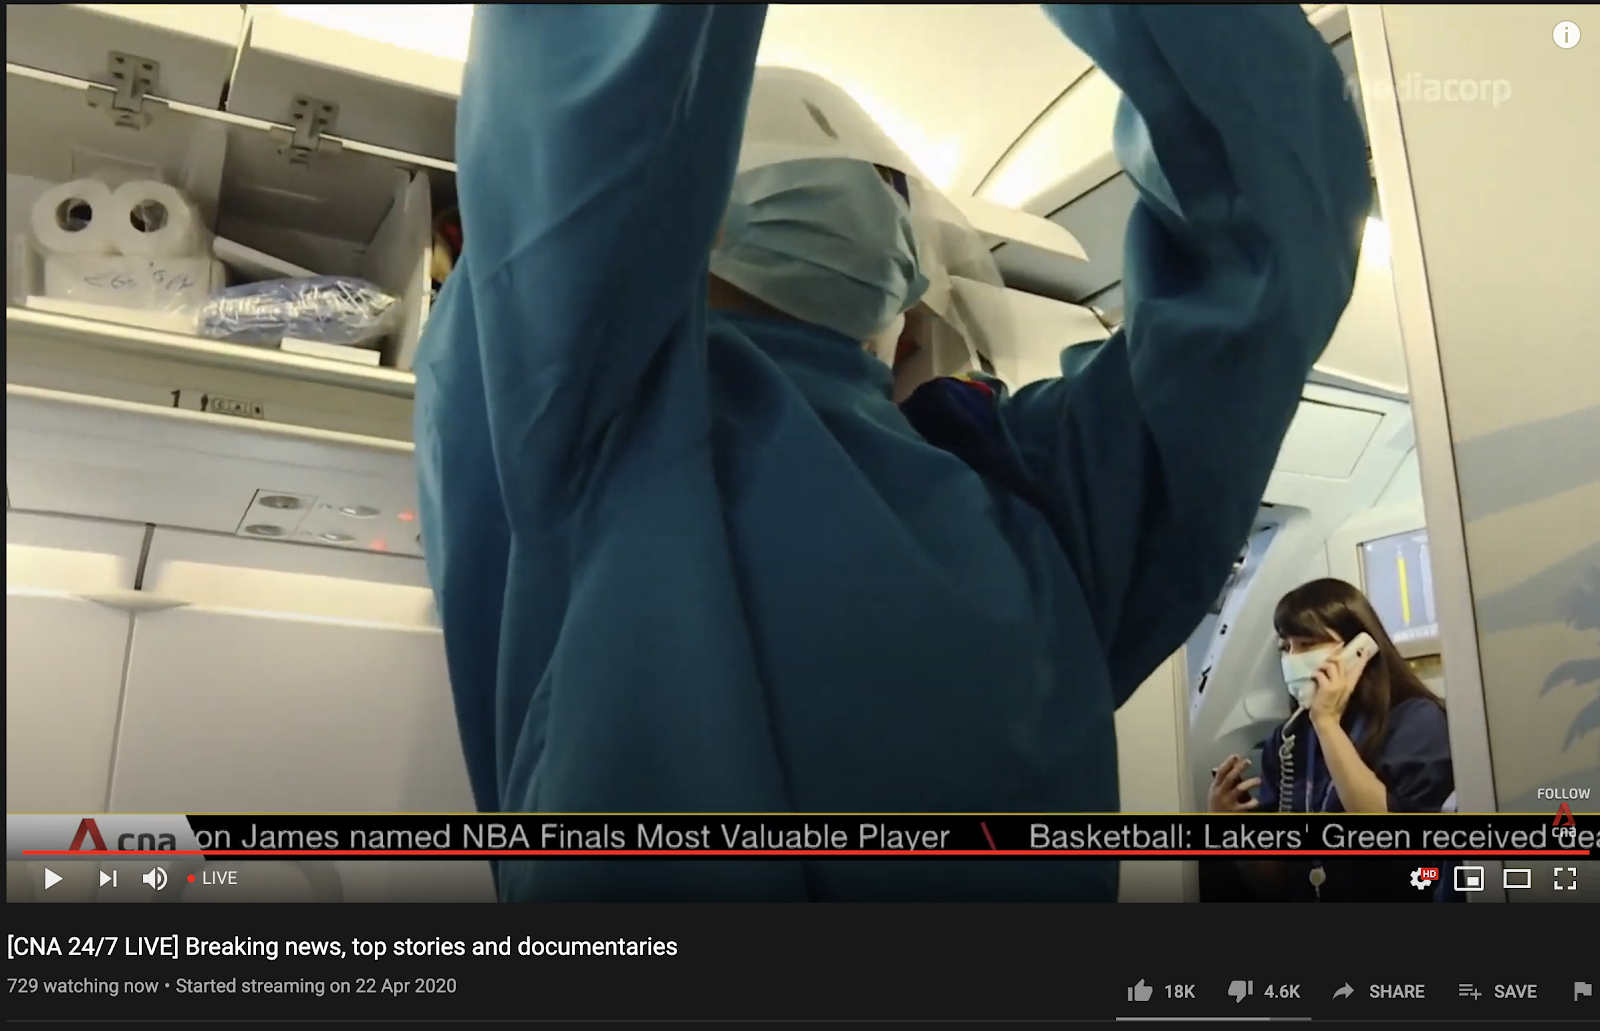 mediacorp
1
FOLLOW
cna
cna on James named NBA Finals Most Valuable Player \ Basketball: Lakers' Green received dea
LIVE
HD
[CNA 24/7 LIVE] Breaking news, top stories and documentaries
729 watching now • Started streaming on 22 Apr 2020
18K 4.6K SHARE SAVE